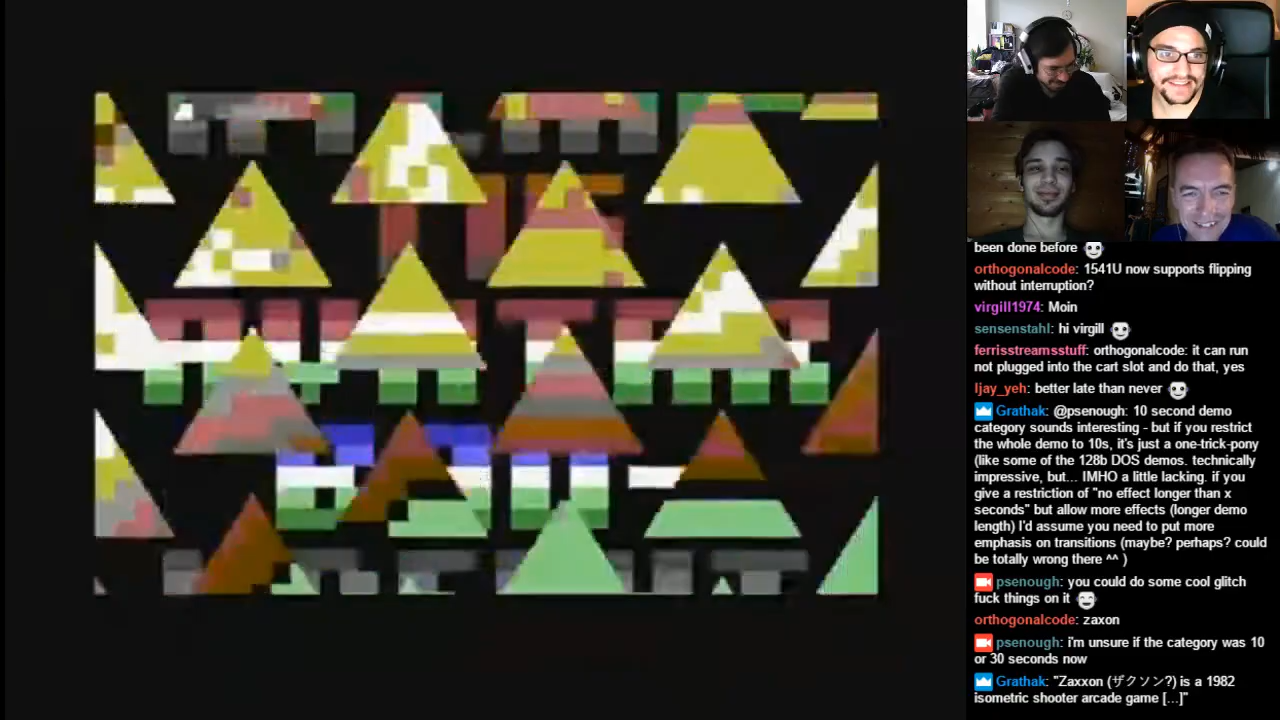 been done before
orthogonalcode: 1541U now supports flipping
without interruption?
virgill1974: Moin
sensenstahl: hi virgill
ferrisstreamsstuff: orthogonalcode: it can run
not plugged into the cart slot and do that, yes
ljay_yeh: better late than never
Grathak: @psenough: 10 second demo
category sounds interesting - but if you restrict
the whole demo to 10s, it's just a one-trick-pony
(like some of the 128b DOS demos. technically
impressive, but... IMHO a little lacking. if you
give a restriction of "no effect longer than x
seconds" but allow more effects (longer demo
length) I'd assume you need to put more
emphasis on transitions (maybe? perhaps? could
be totally wrong there ^^ )
psenough: you could do some cool glitch
fuck things on it
orthogonalcode: zaxon
psenough: i'm unsure if the category was 10
or 30 seconds now
Grathak: "Zaxxon (ザクソン?) is a 1982
isometric shooter arcade game [...]"